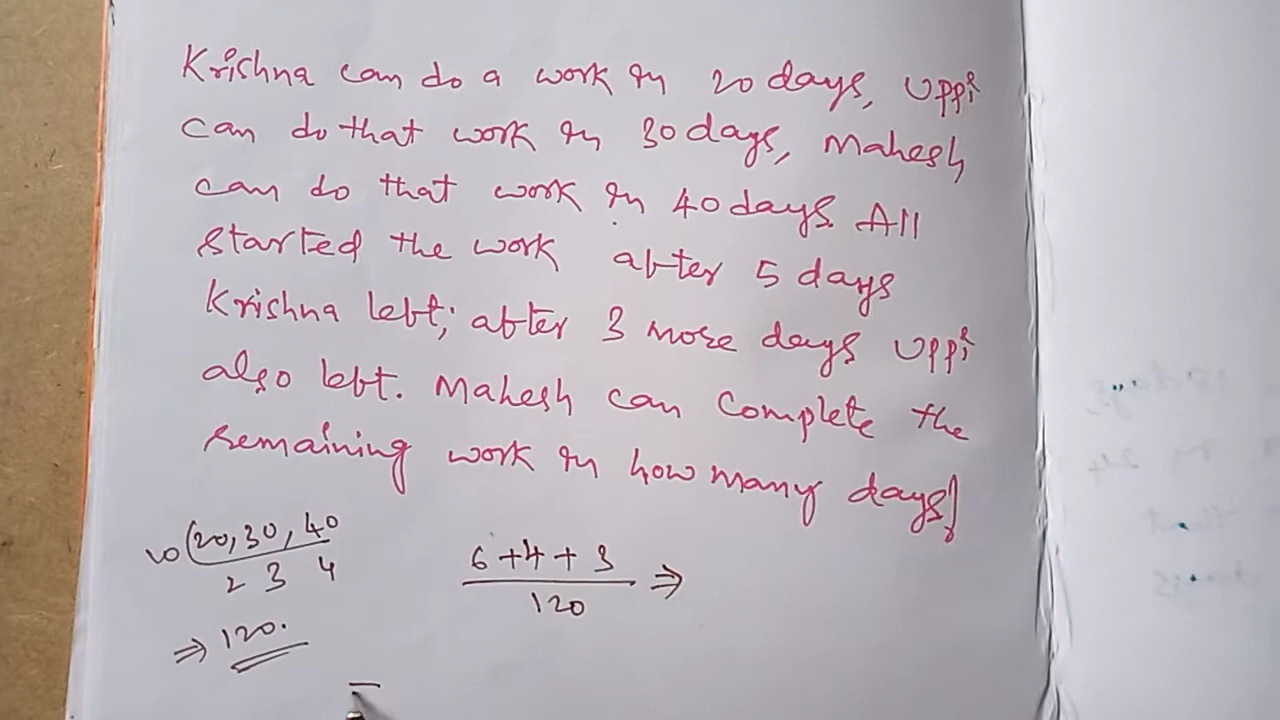 Krishna can do a work in 20 days, Uppi
can do that work in 30 days, Mahesh
can do that work in 40 days. All
started the work after 5 days
Krishna left; after 3 more days Uppi
also left. Mahesh can complete the
remaining work in how many days?
10(20,30,40
2 3 4
⇒ 120.
6+4+3
120 ⇒